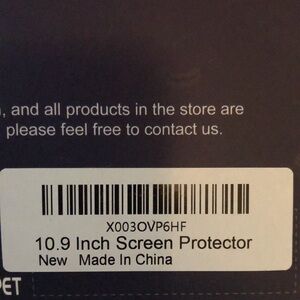 , and all products in the store are
please feel free to contact us.
X003OVP6HF
10.9 Inch Screen Protector
New Made In China
PET